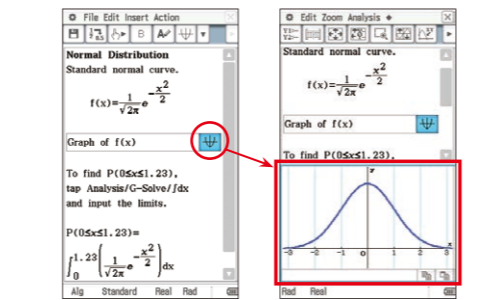 File Edit Insert Action
B A
Normal Distribution
Standard normal curve.
f(x)=1/√2π e^-x²/2
Graph of f(x)
To find P(0≤x≤1.23),
tap Analysis/G-Solve/∫dx
and input the limits.
P(0≤x≤1.23)=
∫0^1.23(1/√2π e^-x²/2)dx
Alg Standard Real Rad
Edit Zoom Analysis
Standard normal curve.
f(x)=1/√2π e^-x²/2
Graph of f(x)
To find P(0≤x≤1.23),
y
-3 -2 -1 0 1 2 3 x
Rad Real